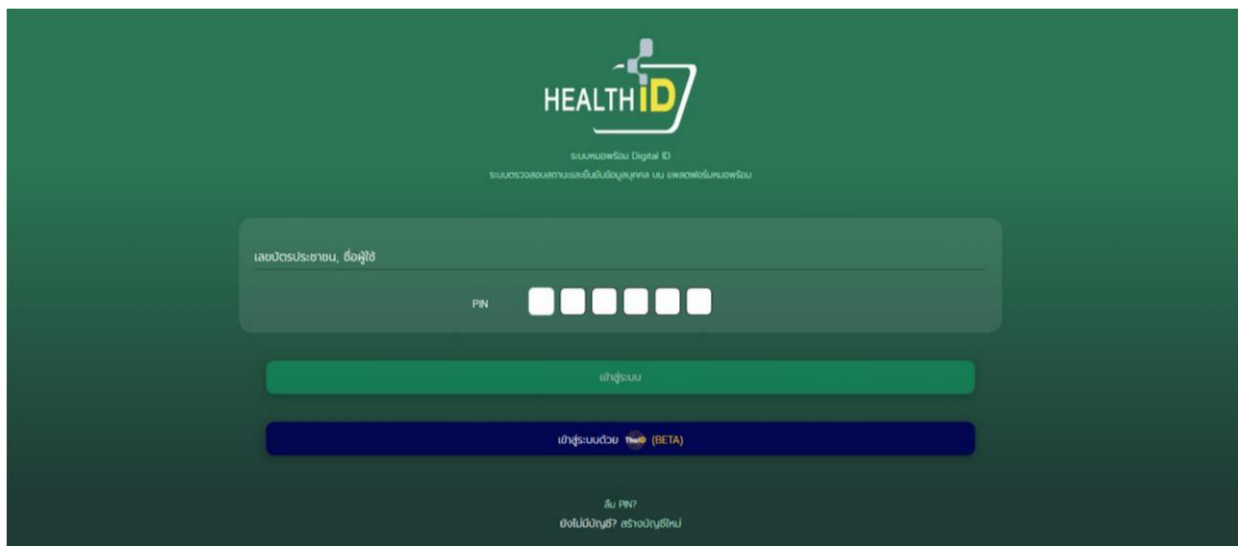 HEALTH iD
ระบบหมอพร้อม Digital ID
ระบบตรวจสอบสถานะและยืนยันข้อมูลบุคคล บน แพลตฟอร์มหมอพร้อม
เลขบัตรประชาชน, ชื่อผู้ใช้
PIN
เข้าสู่ระบบ
เข้าสู่ระบบด้วย ThaiD (BETA)
ลืม PIN?
ยังไม่มีบัญชี? สร้างบัญชีใหม่